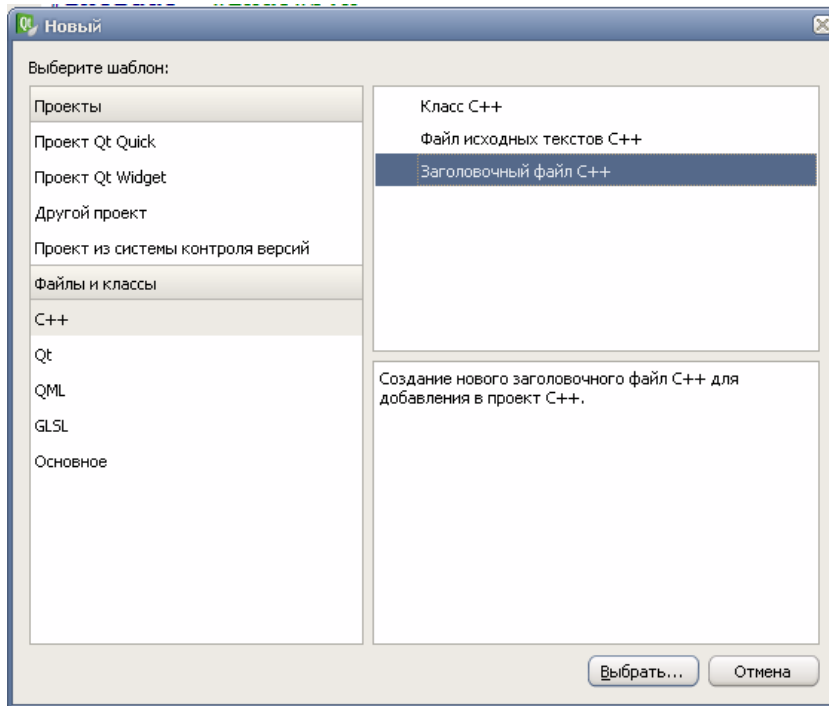 Новый
Выберите шаблон:
Проекты
Проект Qt Quick
Проект Qt Widget
Другой проект
Проект из системы контроля версий
Файлы и классы
C++
Qt
QML
GLSL
Основное
Класс C++
Файл исходных текстов C++
Заголовочный файл C++
Создание нового заголовочного файл C++ для
добавления в проект C++.
Выбрать...
Отмена